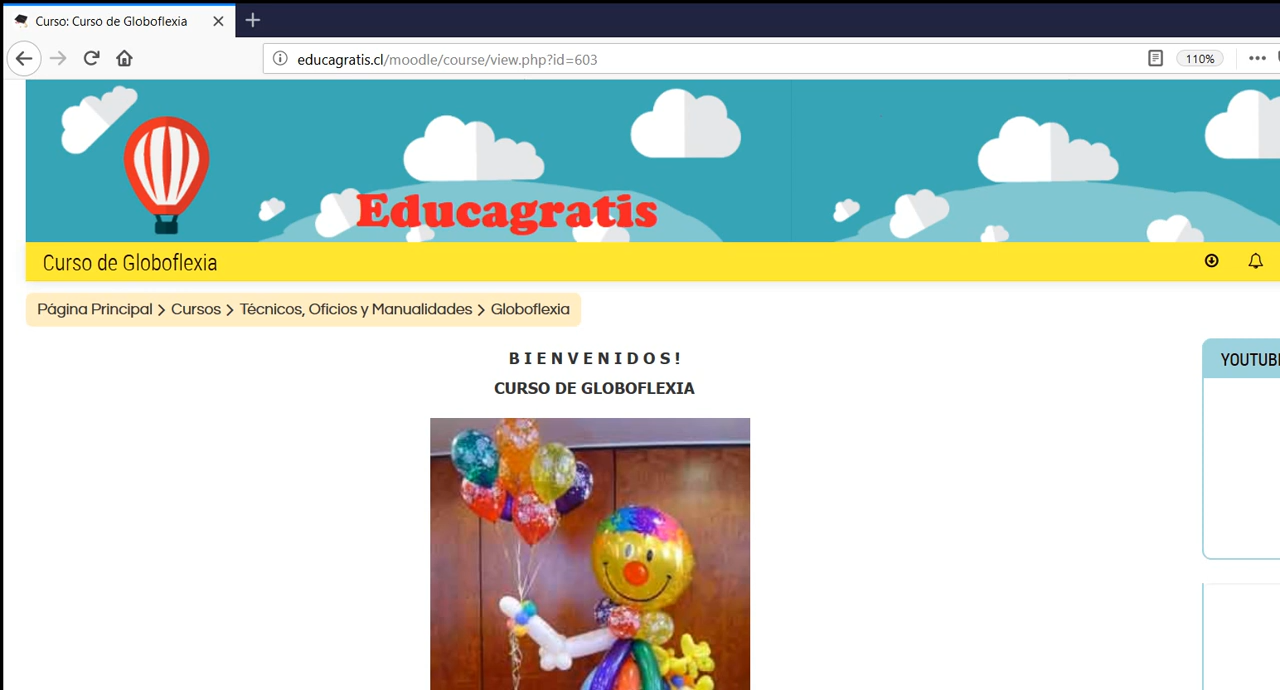 Curso: Curso de Globoflexia
educagratis.cl/moodle/course/view.php?id=603
110%
Educagratis
Curso de Globoflexia
Página Principal > Cursos > Técnicos, Oficios y Manualidades > Globoflexia
B I E N V E N I D O S !
CURSO DE GLOBOFLEXIA